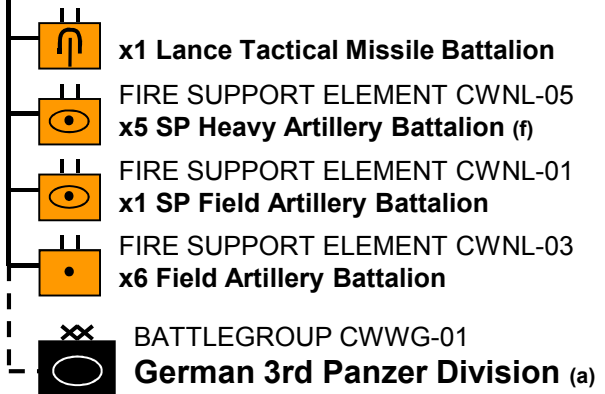 x1 Lance Tactical Missile Battalion
FIRE SUPPORT ELEMENT CWNL-05
x5 SP Heavy Artillery Battalion (f)
FIRE SUPPORT ELEMENT CWNL-01
x1 SP Field Artillery Battalion
FIRE SUPPORT ELEMENT CWNL-03
x6 Field Artillery Battalion
BATTLEGROUP CWWG-01
German 3rd Panzer Division (a)